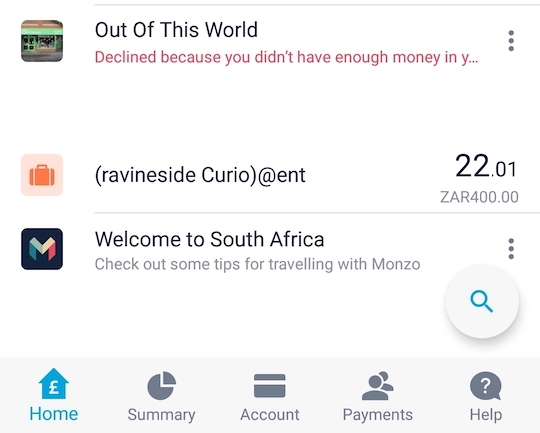 Out Of This World
Declined because you didn't have enough money in y...
(ravineside Curio)@ent
22.01
ZAR400.00
Welcome to South Africa
Check out some tips for travelling with Monzo
Home
Summary
Account
Payments
Help